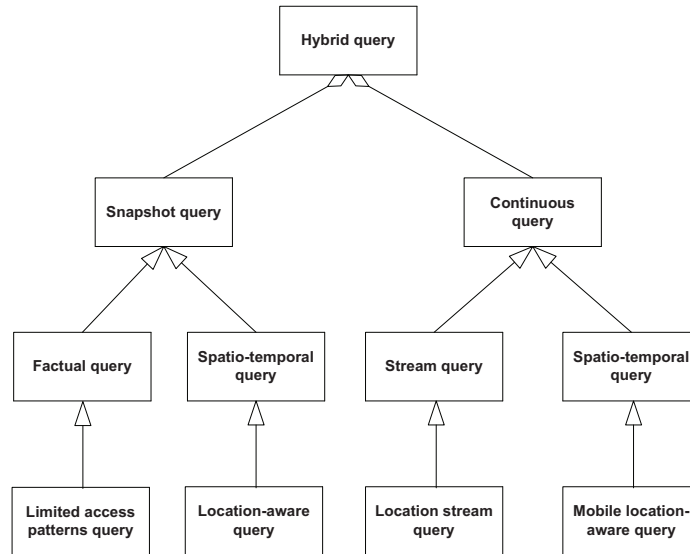 Hybrid query
Snapshot query
Continuous
query
Factual query
Spatio-temporal
query
Stream query
Spatio-temporal
query
Limited access
patterns query
Location-aware
query
Location stream
query
Mobile location-
aware query